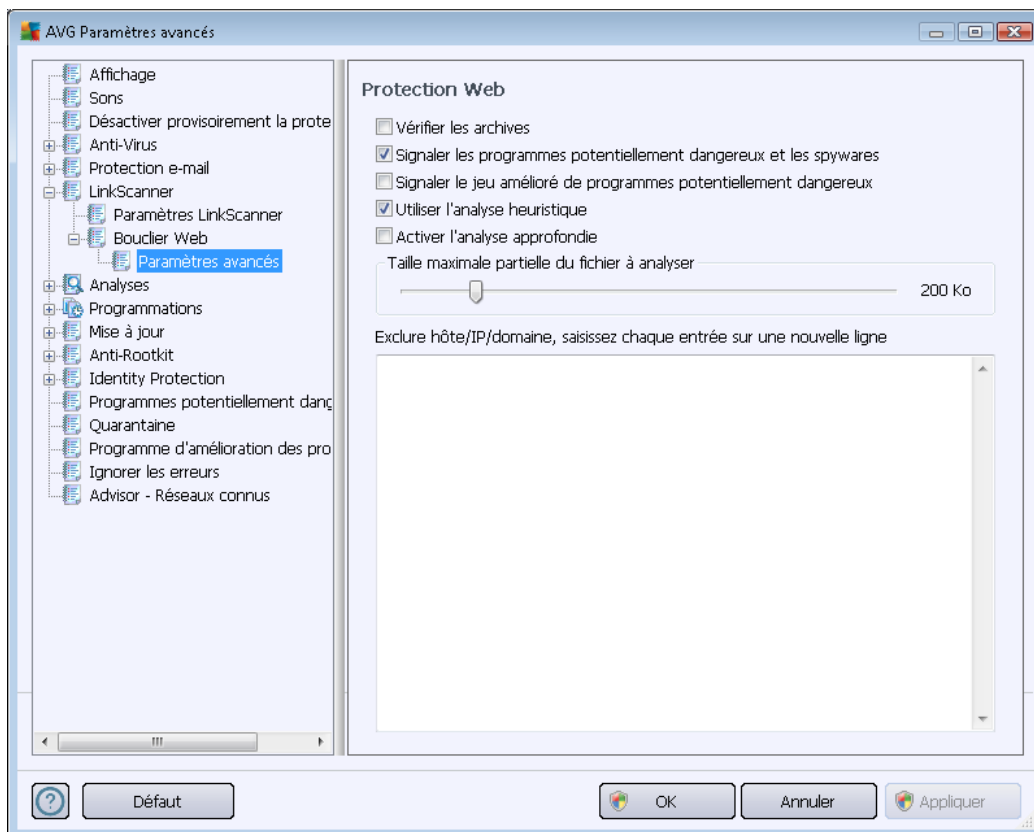 AVG Paramètres avancés
Affichage
Sons
Désactiver provisoirement la prote
Anti-Virus
Protection e-mail
LinkScanner
Paramètres LinkScanner
Bouclier Web
Paramètres avancés
Analyses
Programmations
Mise à jour
Anti-Rootkit
Identity Protection
Programmes potentiellement dang
Quarantaine
Programme d'amélioration des pro
Ignorer les erreurs
Advisor - Réseaux connus
Protection Web
Vérifier les archives
Signaler les programmes potentiellement dangereux et les spywares
Signaler le jeu amélioré de programmes potentiellement dangereux
Utiliser l'analyse heuristique
Activer l'analyse approfondie
Taille maximale partielle du fichier à analyser
200 Ko
Exclure hôte/IP/domaine, saisissez chaque entrée sur une nouvelle ligne
? Défaut OK Annuler Appliquer